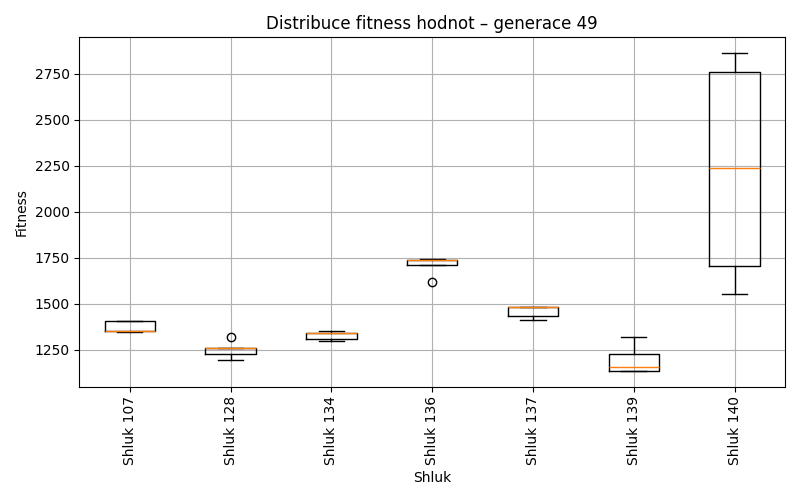 Distribuce fitness hodnot – generace 49
Fitness
2750
2500
2250
2000
1750
1500
1250
Shluk 107
Shluk 128
Shluk 134
Shluk 136
Shluk 137
Shluk 139
Shluk 140
Shluk